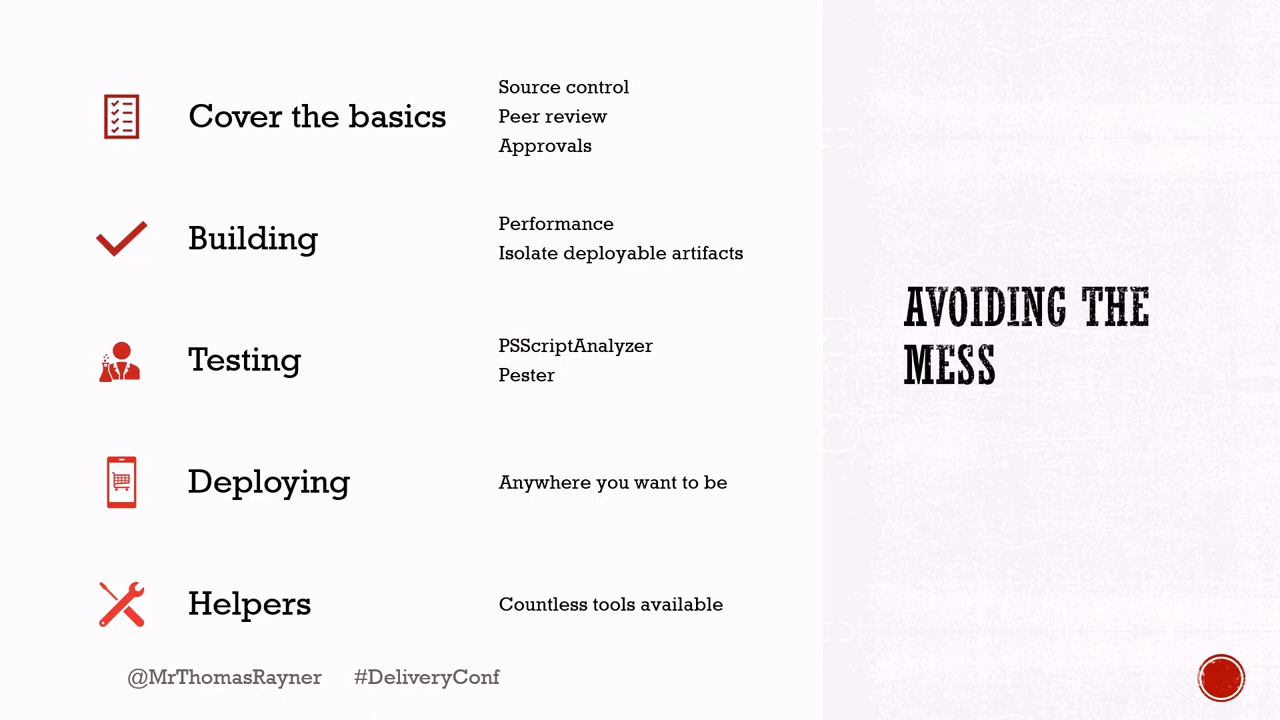 Cover the basics
Source control
Peer review
Approvals
Building
Performance
Isolate deployable artifacts
Testing
PSScriptAnalyzer
Pester
Deploying
Anywhere you want to be
Helpers
Countless tools available
AVOIDING THE
MESS
@MrThomasRayner #DeliveryConf